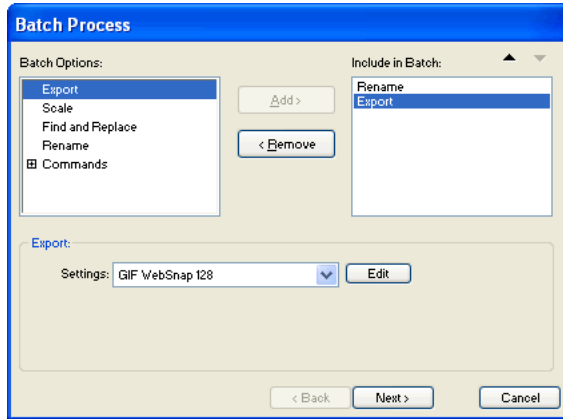 Batch Process
Batch Options:
Include in Batch:
Export
Scale
Find and Replace
Rename
Commands
Add >
< Remove
Rename
Export
Export:
Settings: GIF WebSnap 128
Edit
< Back
Next >
Cancel